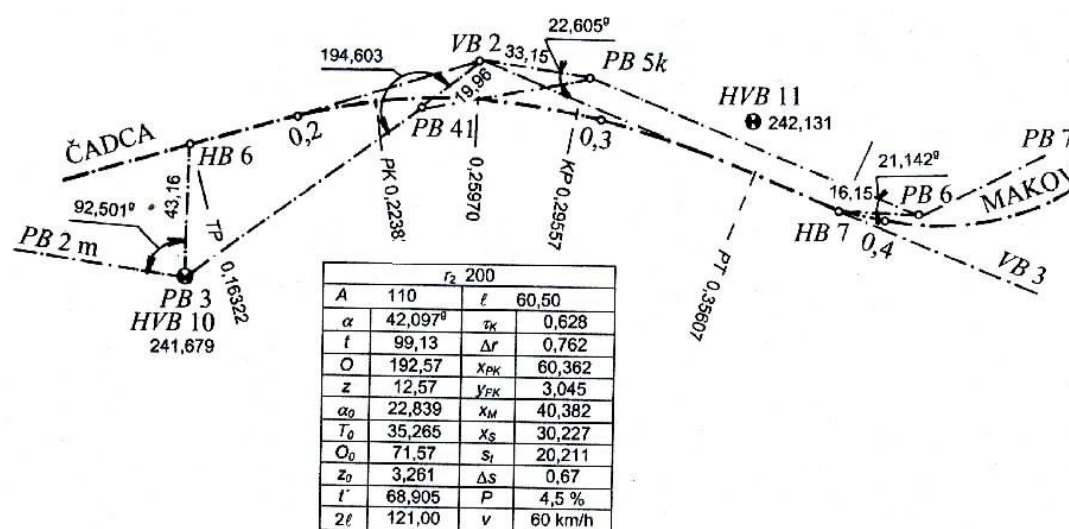 22,605ᵍ
194,603
VB 2
33,15
PB 5k
19,96
HVB 11
242,131
PB 41
0,2
0,3
ČADCA
HB 6
PB 7
21,142ᵍ
MAKOV
43,16
92,501ᵍ
TP 0,16322
PK 0,2238
0,25970
KP 0,29557
16,15
PB 6
PB 2 m
HB 7
0,4
VB 3
PT 0,35607
PB 3
HVB 10
241,679
r₂ 200
A 110 ℓ 60,50
α 42,097ᵍ τK 0,628
t 99,13 Δr 0,762
O 192,57 xPK 60,362
z 12,57 yPK 3,045
α₀ 22,839 xM 40,382
T₀ 35,265 xS 30,227
O₀ 71,57 sₜ 20,211
z₀ 3,261 Δs 0,67
t´ 68,905 P 4,5 %
2ℓ 121,00 v 60 km/h